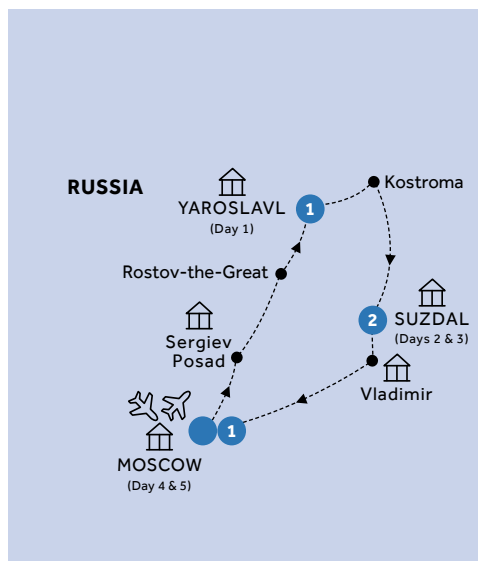 Kostroma
RUSSIA
YAROSLAVL
1
(Day 1)
Rostov-the-Great
Sergiev
Posad
2
SUZDAL
(Days 2 & 3)
Vladimir
1
MOSCOW
(Day 4 & 5)